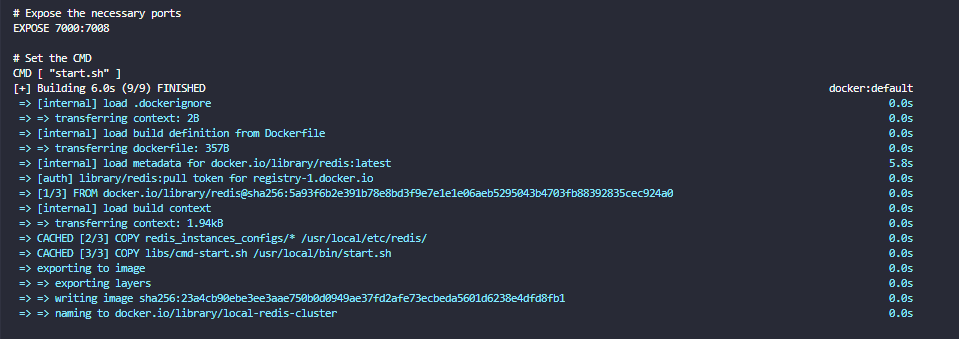 # Expose the necessary ports
EXPOSE 7000:7008
# Set the CMD
CMD [ "start.sh" ]
[+] Building 6.0s (9/9) FINISHED docker:default
=> [internal] load .dockerignore 0.0s
=> => transferring context: 2B 0.0s
=> [internal] load build definition from Dockerfile 0.0s
=> => transferring dockerfile: 357B 0.0s
=> [internal] load metadata for docker.io/library/redis:latest 5.8s
=> [auth] library/redis:pull token for registry-1.docker.io 0.0s
=> [1/3] FROM docker.io/library/redis@sha256:5a93f6b2e391b78e8bd3f9e7e1e1e06aeb5295043b4703fb88392835cec924a0 0.0s
=> [internal] load build context 0.0s
=> => transferring context: 1.94kB 0.0s
=> CACHED [2/3] COPY redis_instances_configs/* /usr/local/etc/redis/ 0.0s
=> CACHED [3/3] COPY libs/cmd-start.sh /usr/local/bin/start.sh 0.0s
=> exporting to image 0.0s
=> => exporting layers 0.0s
=> => writing image sha256:23a4cb90ebe3ee3aae750b0d0949ae37fd2afe73ecbeda5601d6238e4dfd8fb1 0.0s
=> => naming to docker.io/library/local-redis-cluster 0.0s